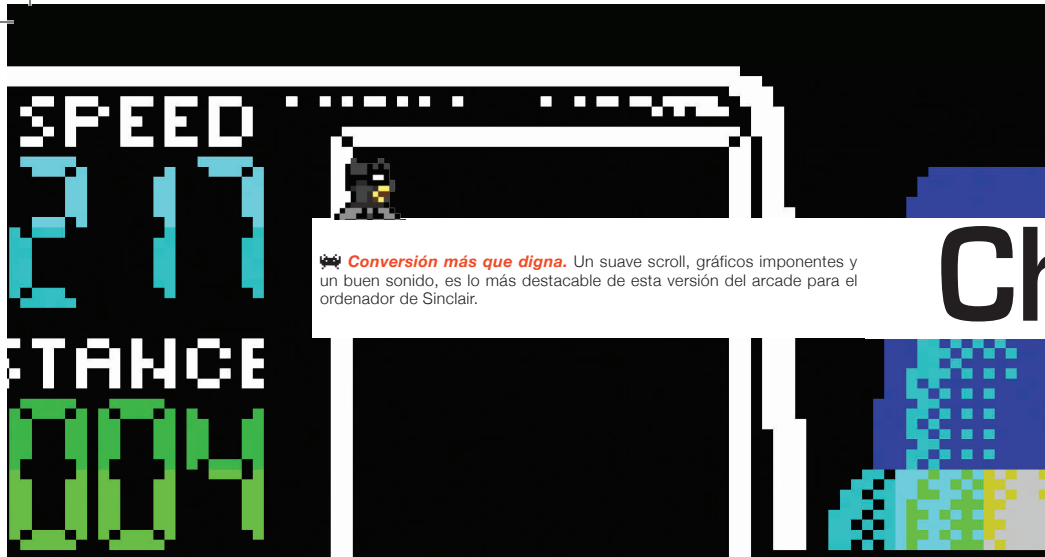 SPEED
217
Conversión más que digna. Un suave scroll, gráficos imponentes y
un buen sonido, es lo más destacable de esta versión del arcade para el
ordenador de Sinclair.
Ch
STANCE
004